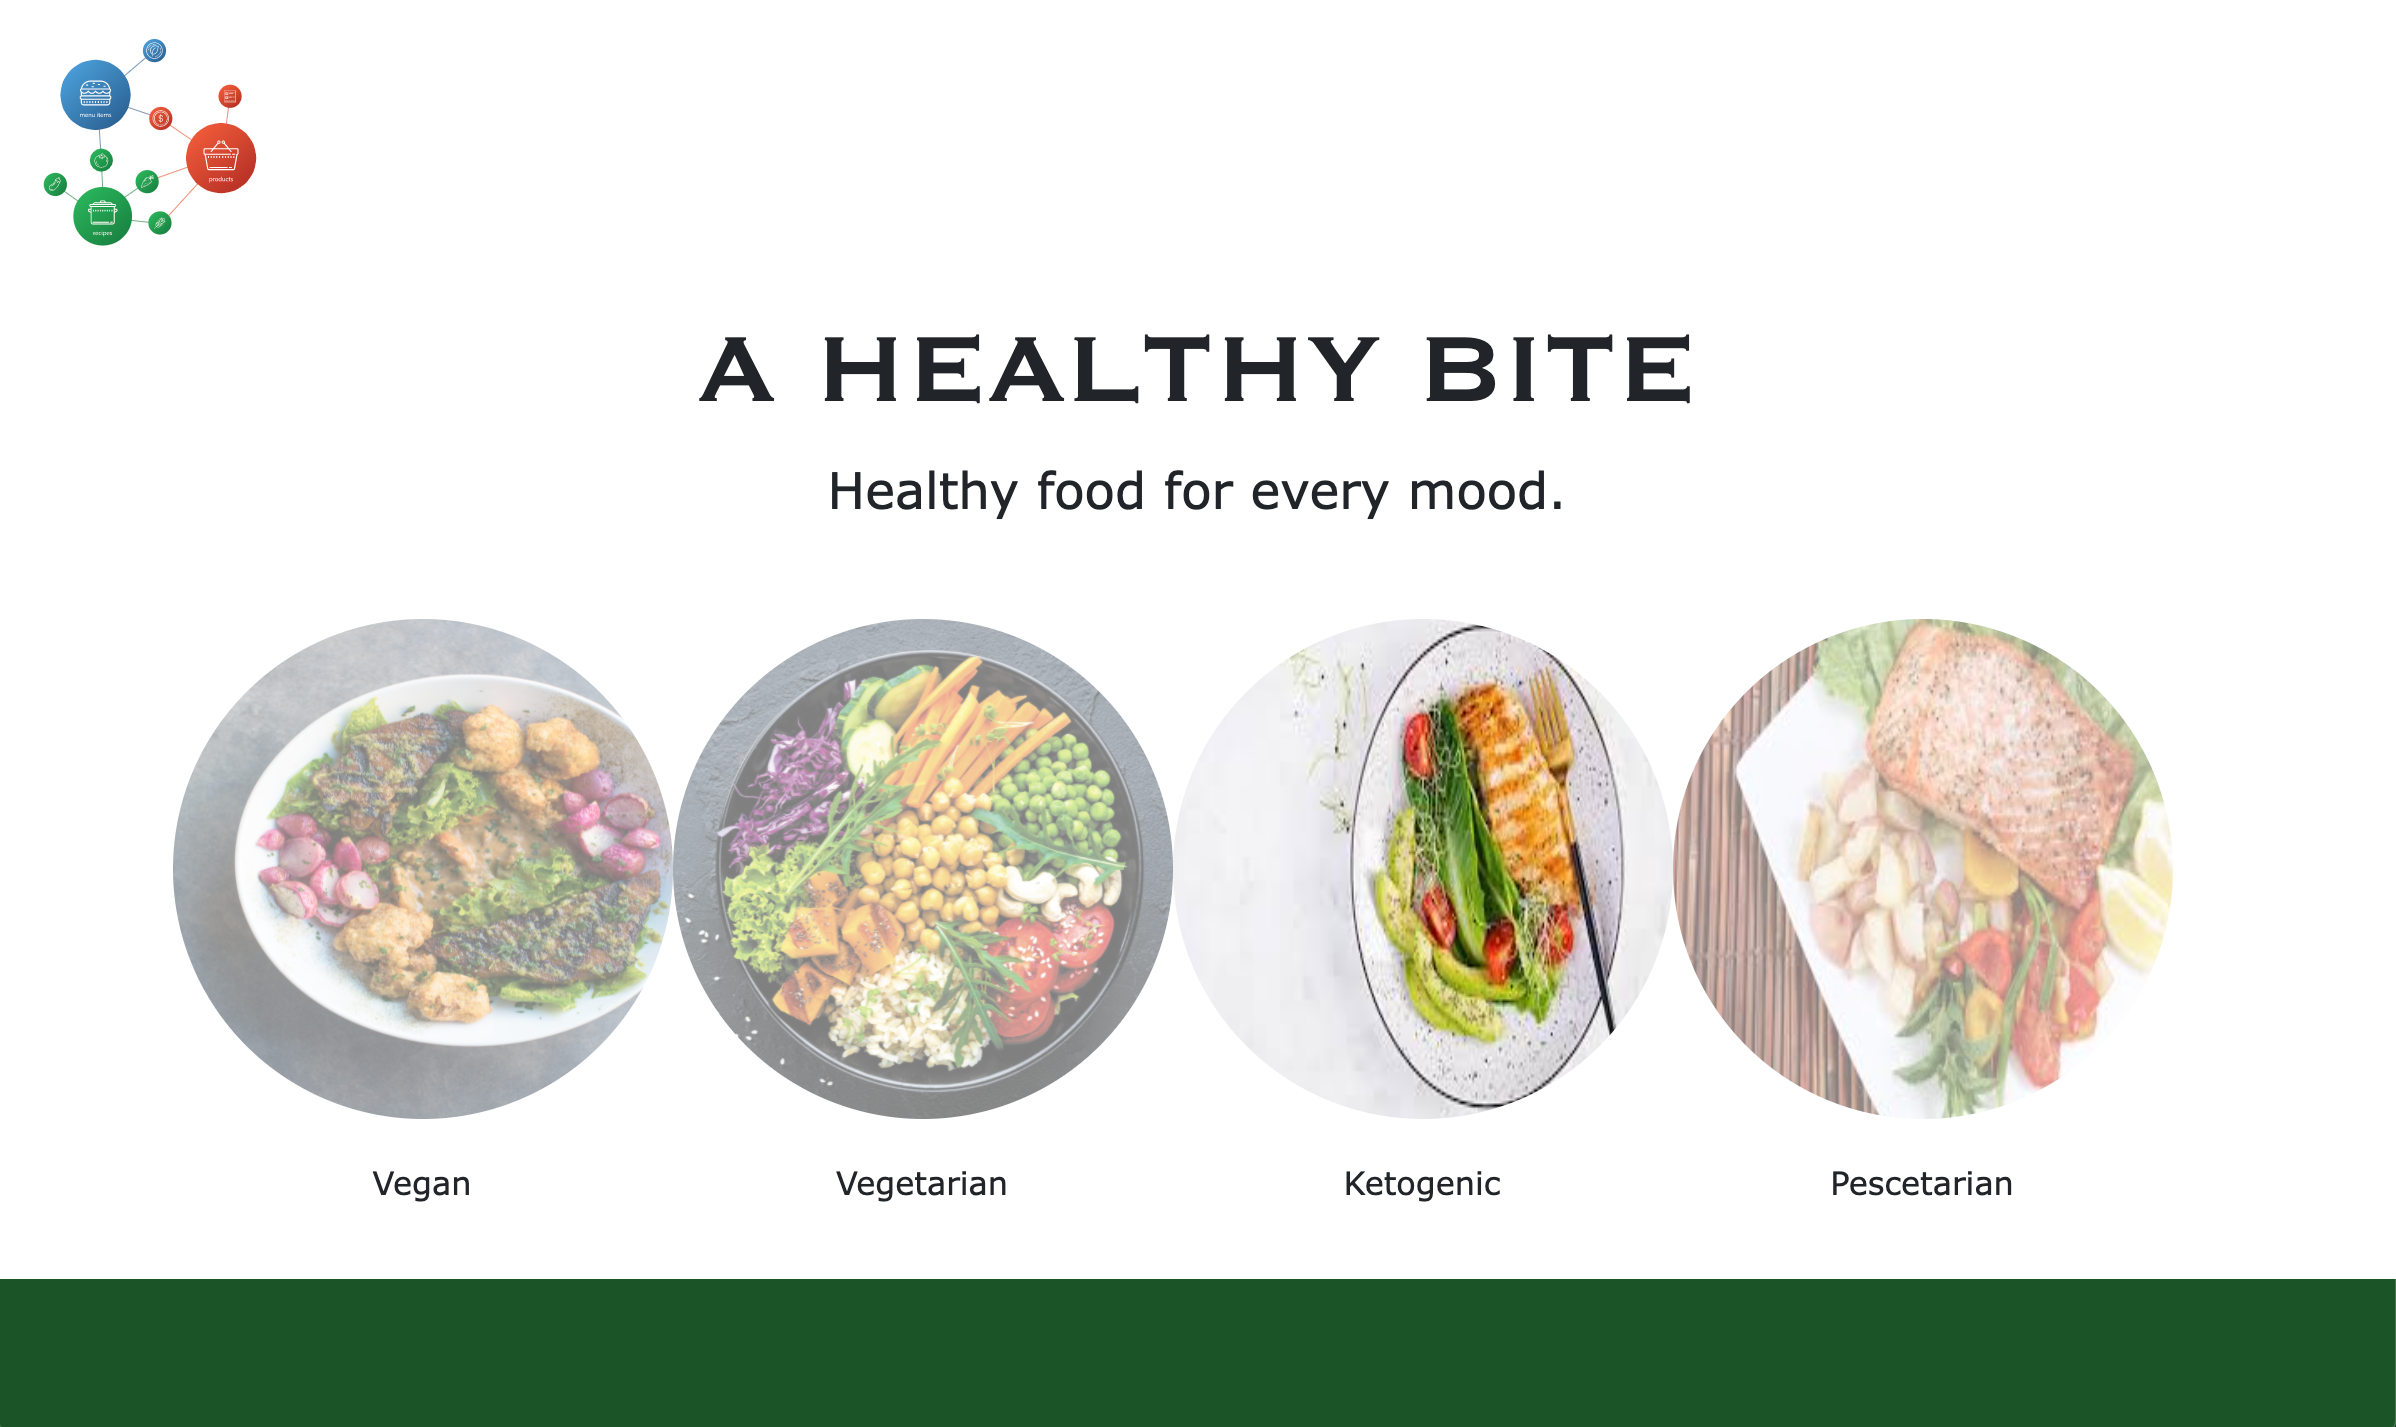 menu items
products
recipes
A HEALTHY BITE
Healthy food for every mood.
Vegan
Vegetarian
Ketogenic
Pescetarian